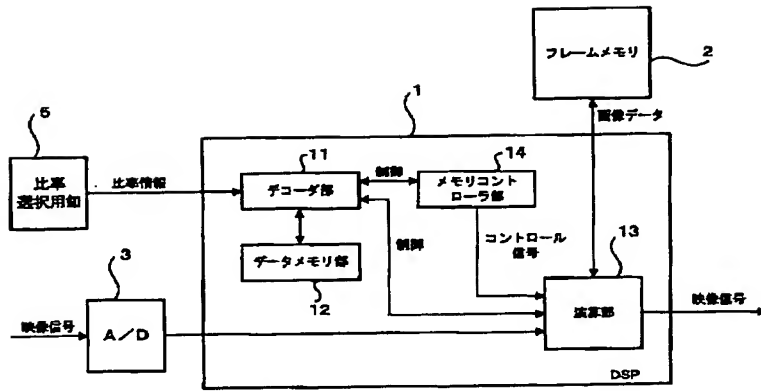 フレームメモリ
2
1
画像データ
5
11
14
比率
選択用釦
比率情報
デコーダ部
制御
メモリコント
ローラ部
コントロール
信号
13
制御
データメモリ部
12
3
映像信号
A/D
演算部
映像信号
DSP